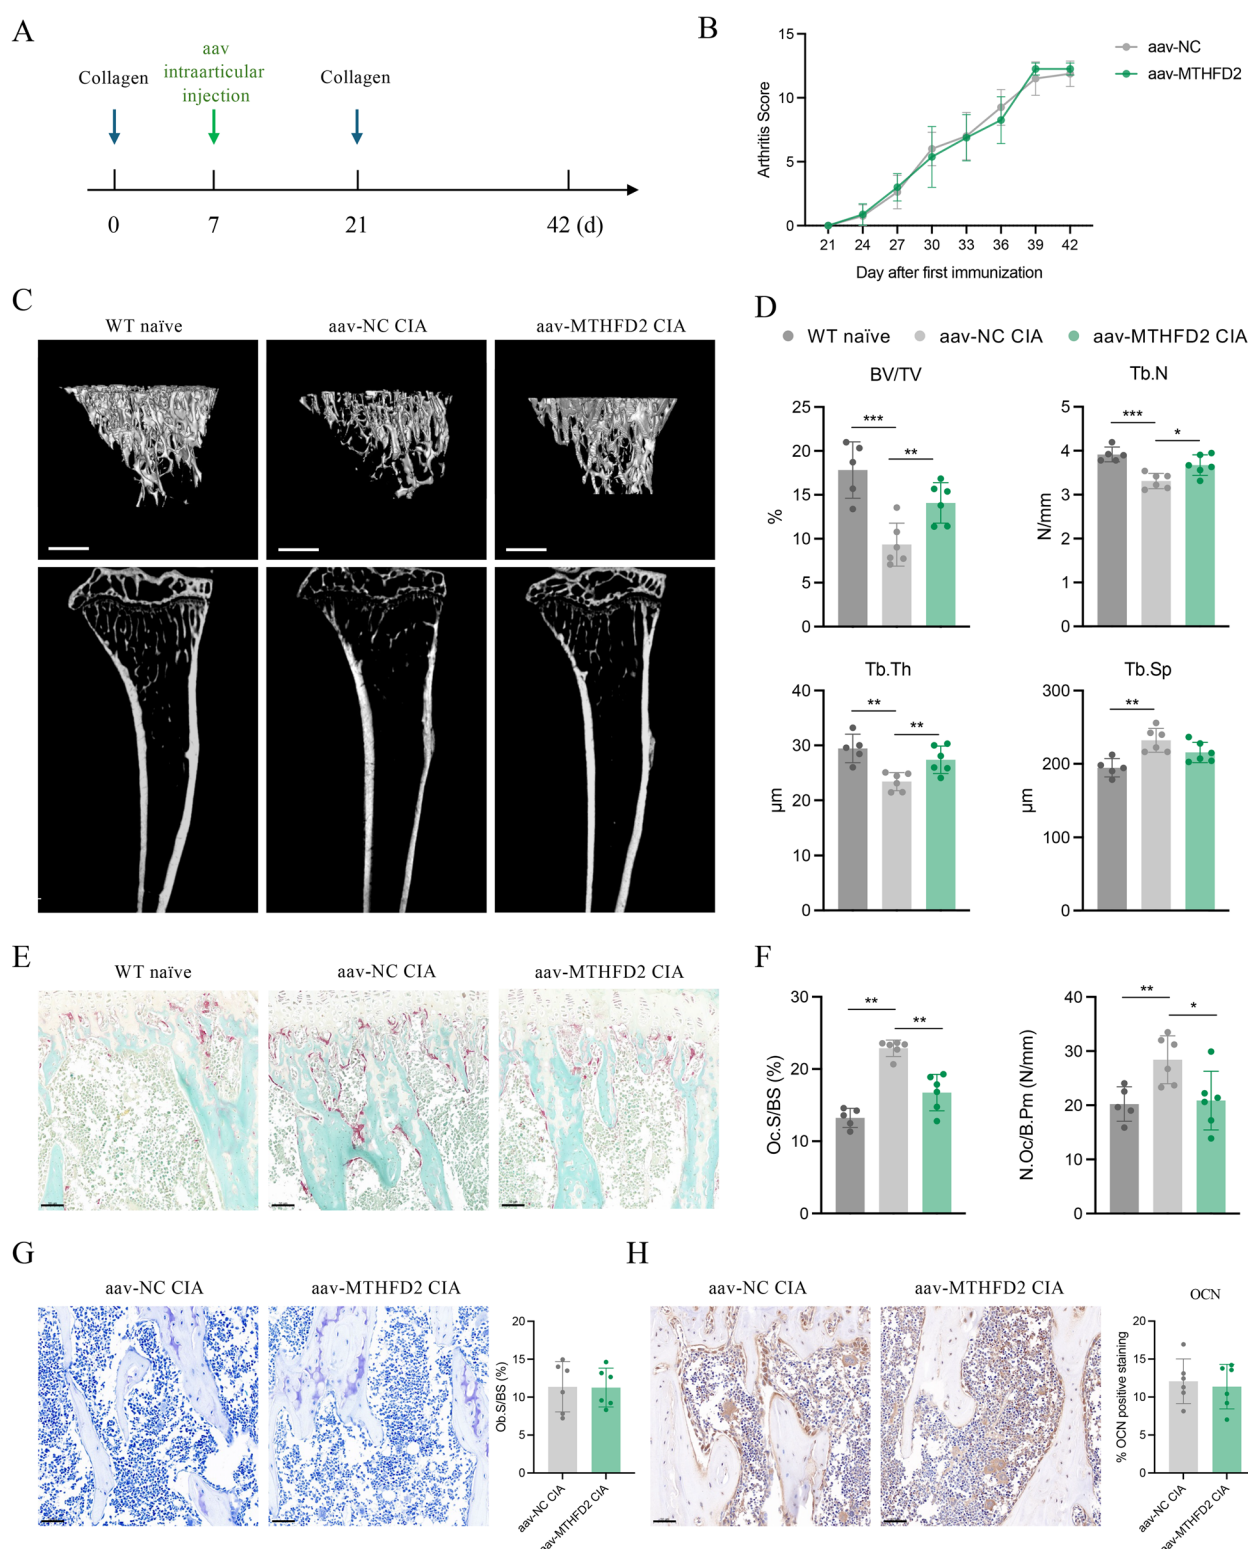 A
Collagen
aav
intraarticular
injection
Collagen
0
7
21
42 (d)
B
15
10
5
0
Arthritis Score
21 24 27 30 33 36 39 42
Day after first immunization
aav-NC
aav-MTHFD2
C
WT naïve
aav-NC CIA
aav-MTHFD2 CIA
D
WT naïve
aav-NC CIA
aav-MTHFD2 CIA
BV/TV
25
20
15
10
5
0
%
***
**
Tb.N
5
4
3
2
1
0
N/mm
***
*
Tb.Th
40
30
20
10
0
µm
**
**
Tb.Sp
300
200
100
0
µm
**
E
WT naïve
aav-NC CIA
aav-MTHFD2 CIA
F
30
20
10
0
Oc.S/BS (%)
**
**
40
30
20
10
0
N.Oc/B.Pm (N/mm)
**
*
G
aav-NC CIA
aav-MTHFD2 CIA
20
15
10
5
0
Ob.S/BS (%)
aav-NC CIA
aav-MTHFD2 CIA
H
aav-NC CIA
aav-MTHFD2 CIA
OCN
20
15
10
5
0
% OCN positive staining
aav-NC CIA
aav-MTHFD2 CIA